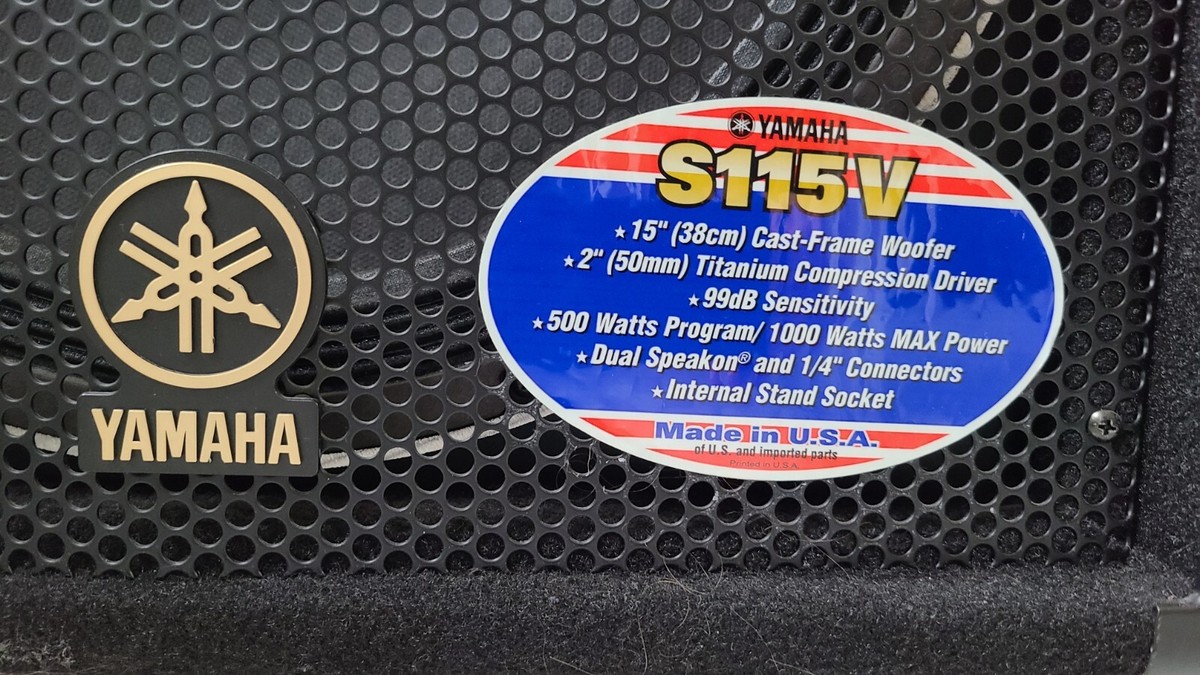 YAMAHA
YAMAHA
S115V
★15" (38cm) Cast-Frame Woofer
★2" (50mm) Titanium Compression Driver
★99dB Sensitivity
★500 Watts Program/ 1000 Watts MAX Power
★Dual Speakon® and 1/4" Connectors
★Internal Stand Socket
Made in U.S.A.
of U.S. and imported parts
Printed in U.S.A.